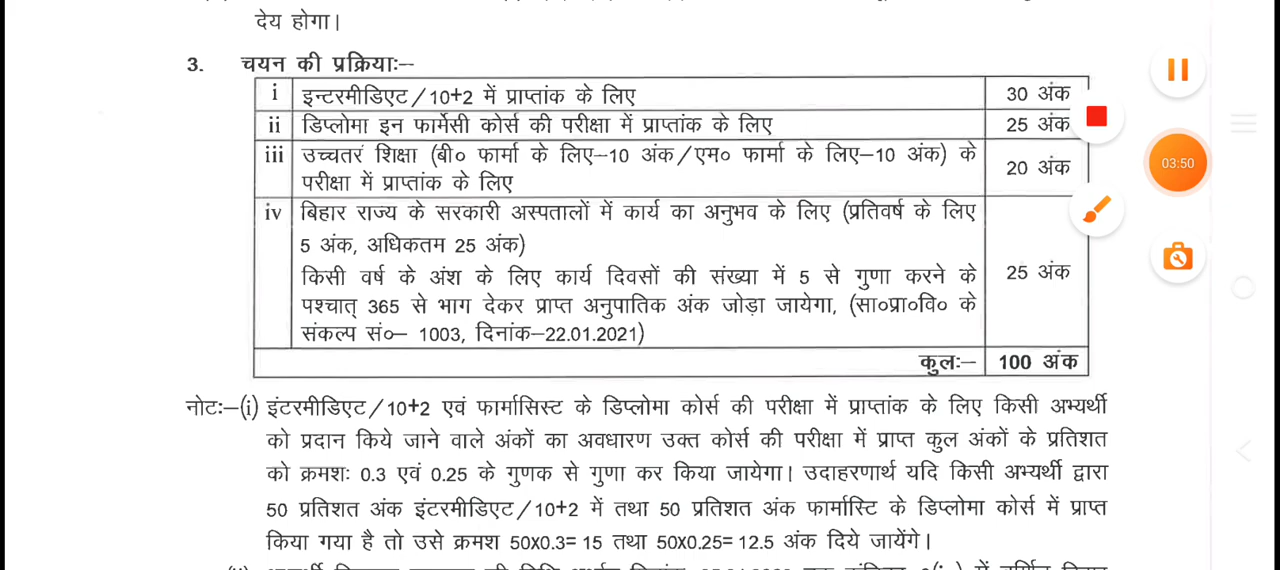 देय होगा।
3. चयन की प्रक्रियाः–
i इन्टरमीडिएट/10+2 में प्राप्तांक के लिए 30 अंक
ii डिप्लोमा इन फार्मेसी कोर्स की परीक्षा में प्राप्तांक के लिए 25 अंक
iii उच्चतर शिक्षा (बी० फार्मा के लिए–10 अंक/एम० फार्मा के लिए–10 अंक) के
परीक्षा में प्राप्तांक के लिए 20 अंक
iv बिहार राज्य के सरकारी अस्पतालों में कार्य का अनुभव के लिए (प्रतिवर्ष के लिए
5 अंक, अधिकतम 25 अंक)
किसी वर्ष के अंश के लिए कार्य दिवसों की संख्या में 5 से गुणा करने के 25 अंक
पश्चात् 365 से भाग देकर प्राप्त अनुपातिक अंक जोड़ा जायेगा, (सा०प्रा०वि० के
संकल्प सं०– 1003, दिनांक–22.01.2021)
कुलः– 100 अंक
नोटः–(i) इंटरमीडिएट/10+2 एवं फार्मासिस्ट के डिप्लोमा कोर्स की परीक्षा में प्राप्तांक के लिए किसी अभ्यर्थी
को प्रदान किये जाने वाले अंकों का अवधारण उक्त कोर्स की परीक्षा में प्राप्त कुल अंकों के प्रतिशत
को क्रमशः 0.3 एवं 0.25 के गुणक से गुणा कर किया जायेगा। उदाहरणार्थ यदि किसी अभ्यर्थी द्वारा
50 प्रतिशत अंक इंटरमीडिएट/10+2 में तथा 50 प्रतिशत अंक फार्मास्टि के डिप्लोमा कोर्स में प्राप्त
किया गया है तो उसे क्रमश 50X0.3= 15 तथा 50X0.25= 12.5 अंक दिये जायेंगे।
03:50